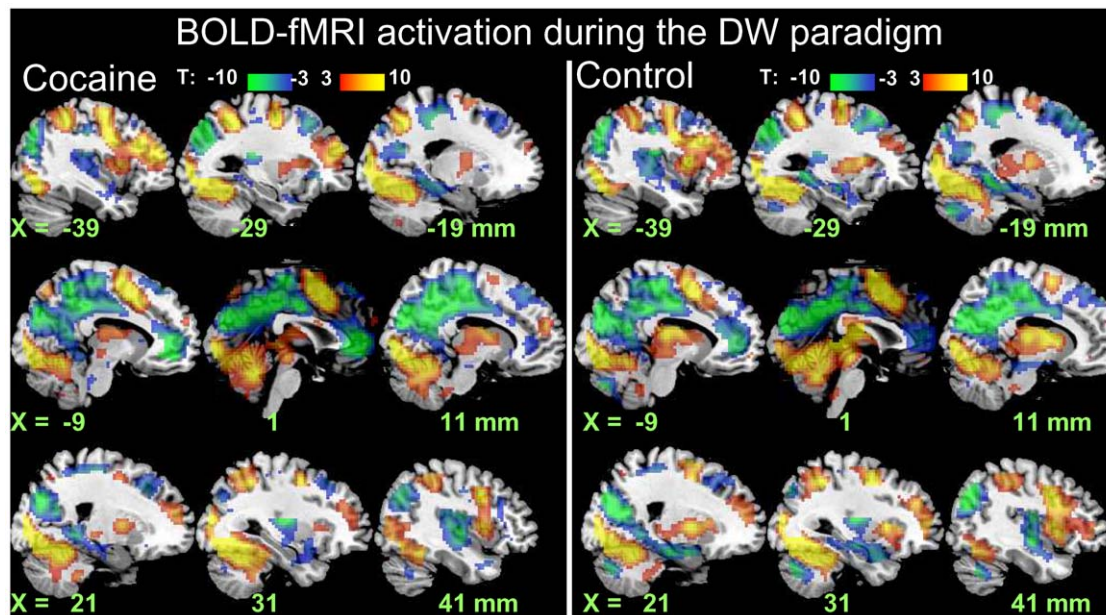 BOLD-fMRI activation during the DW paradigm
Cocaine T: -10 -3 3 10
Control T: -10 -3 3 10
X = -39 -29 -19 mm
X = -39 -29 -19 mm
X = -9 1 11 mm
X = -9 1 11 mm
X = 21 31 41 mm
X = 21 31 41 mm